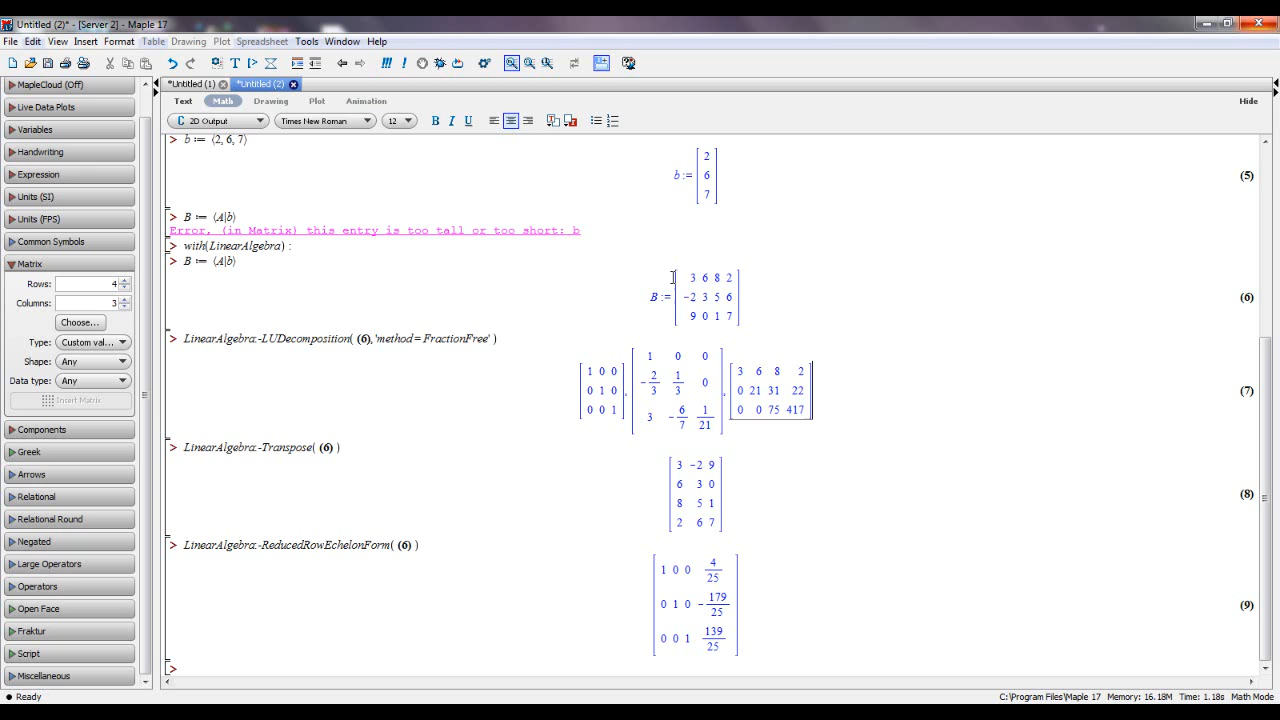 Untitled (2)* - [Server 2] - Maple 17
File Edit View Insert Format Table Drawing Plot Spreadsheet Tools Window Help
*Untitled (1) *Untitled (2)
Text Math Drawing Plot Animation Hide
C 2D Output Times New Roman 12 B I U
MapleCloud (Off)
Live Data Plots
Variables
Handwriting
Expression
Units (SI)
Units (FPS)
Common Symbols
Matrix
Rows: 4
Columns: 3
Choose...
Type: Custom val...
Shape: Any
Data type: Any
Insert Matrix
Components
Greek
Arrows
Relational
Relational Round
Negated
Large Operators
Operators
Open Face
Fraktur
Script
Miscellaneous
> b := ⟨2, 6, 7⟩
2
b := 6 (5)
7
> B := ⟨A|b⟩
Error, (in Matrix) this entry is too tall or too short: b
> with(LinearAlgebra) :
> B := ⟨A|b⟩
3 6 8 2
B := -2 3 5 6 (6)
9 0 1 7
> LinearAlgebra:-LUDecomposition( (6), 'method = FractionFree' )
[1 0 0; 0 1 0; 0 0 1], [1 0 0; -2/3 1/3 0; 3 -6/7 1/21], [3 6 8 2; 0 21 31 22; 0 0 75 417] (7)
> LinearAlgebra:-Transpose( (6) )
3 -2 9
6 3 0
8 5 1 (8)
2 6 7
> LinearAlgebra:-ReducedRowEchelonForm( (6) )
1 0 0 4/25
0 1 0 -179/25 (9)
0 0 1 139/25
>
Ready C:\Program Files\Maple 17 Memory: 16.18M Time: 1.18s Math Mode